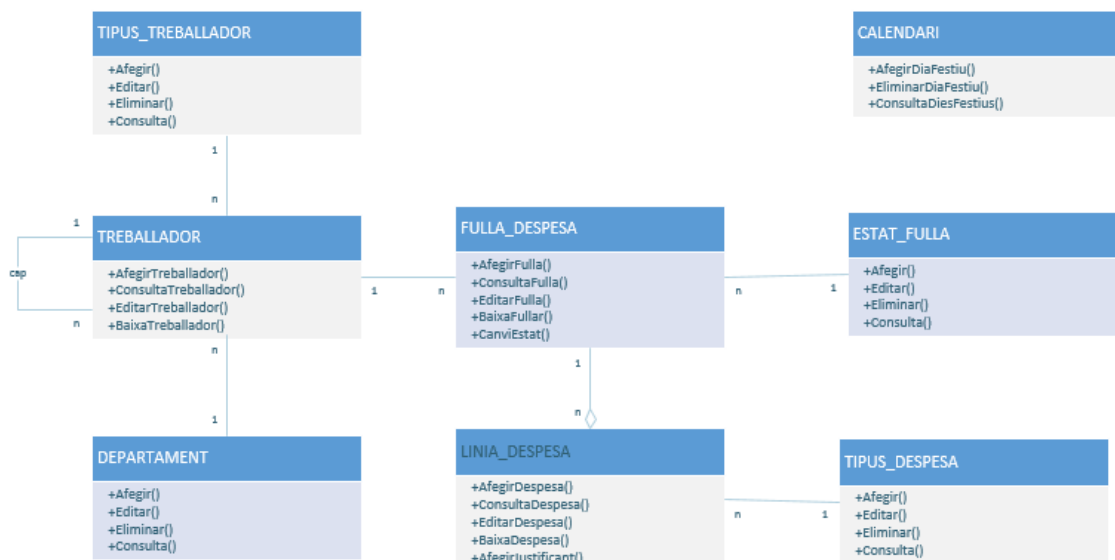 TIPUS_TREBALLADOR
+Afegir()
+Editar()
+Eliminar()
+Consulta()
CALENDARI
+AfegirDiaFestiu()
+EliminarDiaFestiu()
+ConsultaDiesFestius()
1
n
1
cap
n
TREBALLADOR
+AfegirTreballador()
+ConsultaTreballador()
+EditarTreballador()
+BaixaTreballador()
1
n
FULLA_DESPESA
+AfegirFulla()
+ConsultaFulla()
+EditarFulla()
+BaixaFullar()
+CanviEstat()
n
1
ESTAT_FULLA
+Afegir()
+Editar()
+Eliminar()
+Consulta()
n
1
1
n
DEPARTAMENT
+Afegir()
+Editar()
+Eliminar()
+Consulta()
LINIA_DESPESA
+AfegirDespesa()
+ConsultaDespesa()
+EditarDespesa()
+BaixaDespesa()
+AfegirJustificant()
n
1
TIPUS_DESPESA
+Afegir()
+Editar()
+Eliminar()
+Consulta()